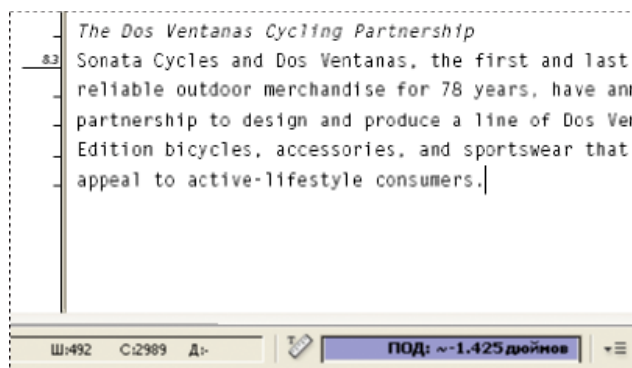 The Dos Ventanas Cycling Partnership
8.3 Sonata Cycles and Dos Ventanas, the first and last
reliable outdoor merchandise for 78 years, have
partnership to design and produce a line of Dos
Edition bicycles, accessories, and sportswear that
appeal to active-lifestyle consumers.
Ш:492 С:2989 Д:- ПОД: ~-1.425 дюймов